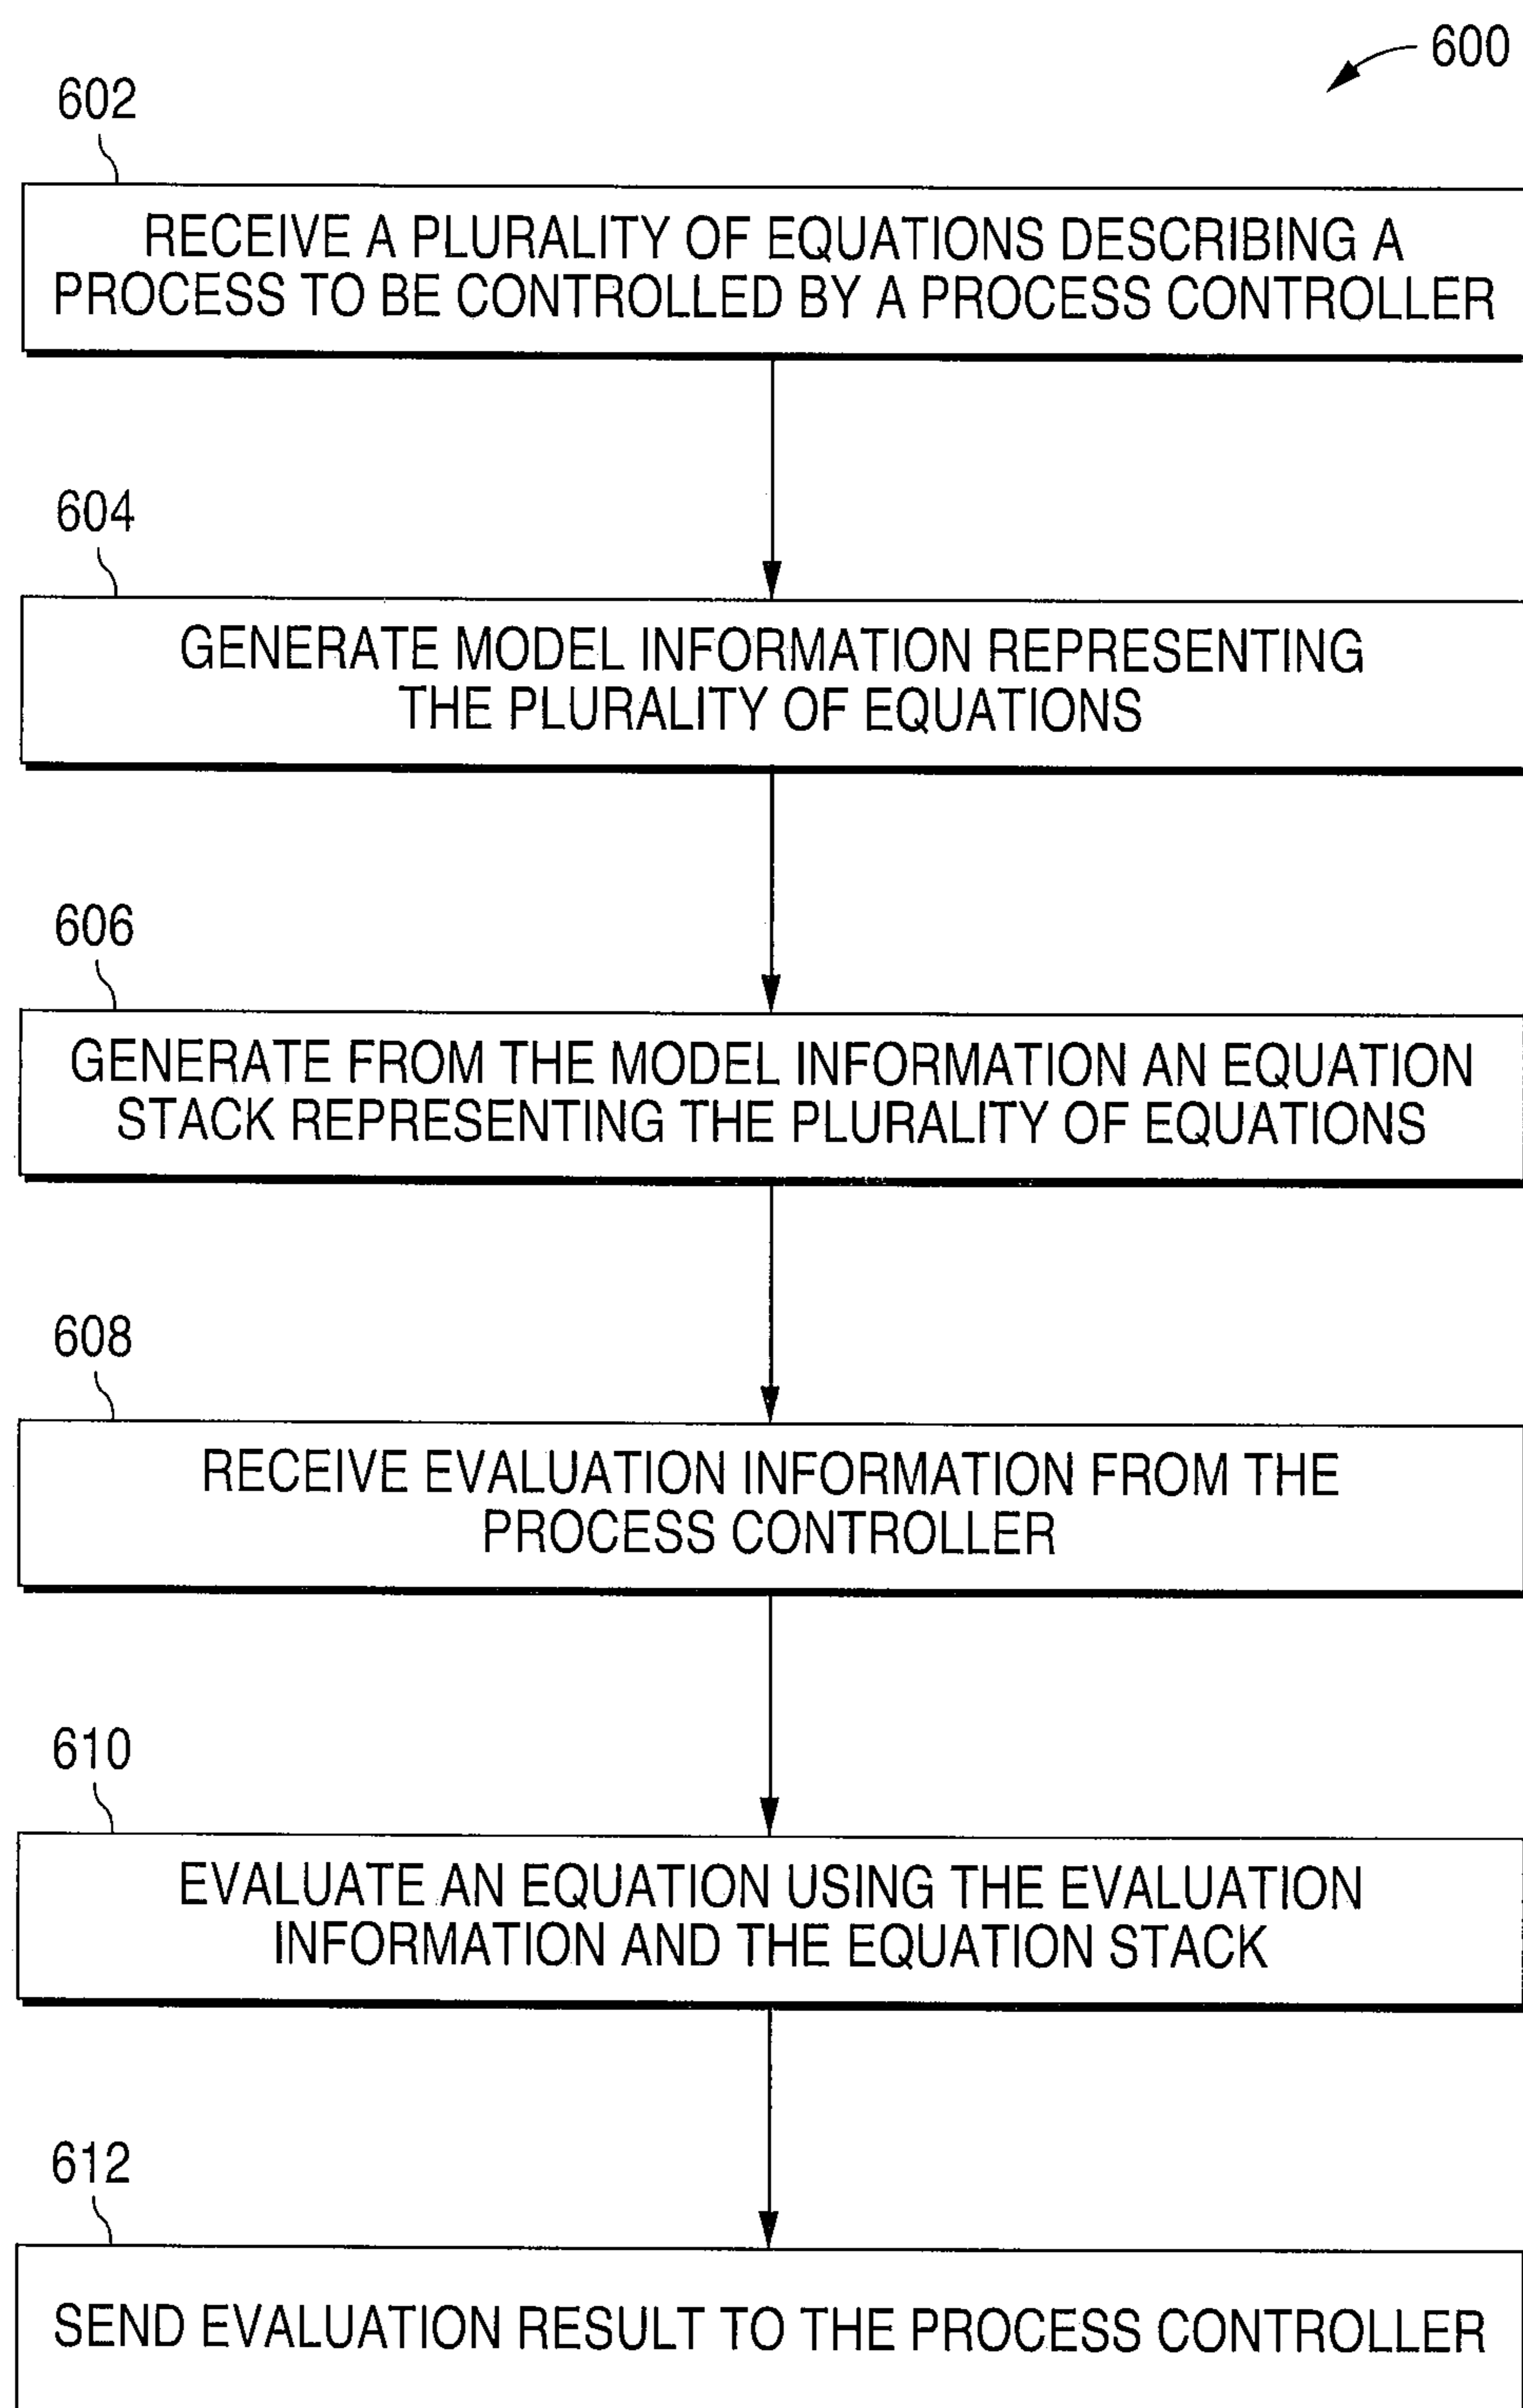 600
602
RECEIVE A PLURALITY OF EQUATIONS DESCRIBING A
PROCESS TO BE CONTROLLED BY A PROCESS CONTROLLER
604
GENERATE MODEL INFORMATION REPRESENTING
THE PLURALITY OF EQUATIONS
606
GENERATE FROM THE MODEL INFORMATION AN EQUATION
STACK REPRESENTING THE PLURALITY OF EQUATIONS
608
RECEIVE EVALUATION INFORMATION FROM THE
PROCESS CONTROLLER
610
EVALUATE AN EQUATION USING THE EVALUATION
INFORMATION AND THE EQUATION STACK
612
SEND EVALUATION RESULT TO THE PROCESS CONTROLLER